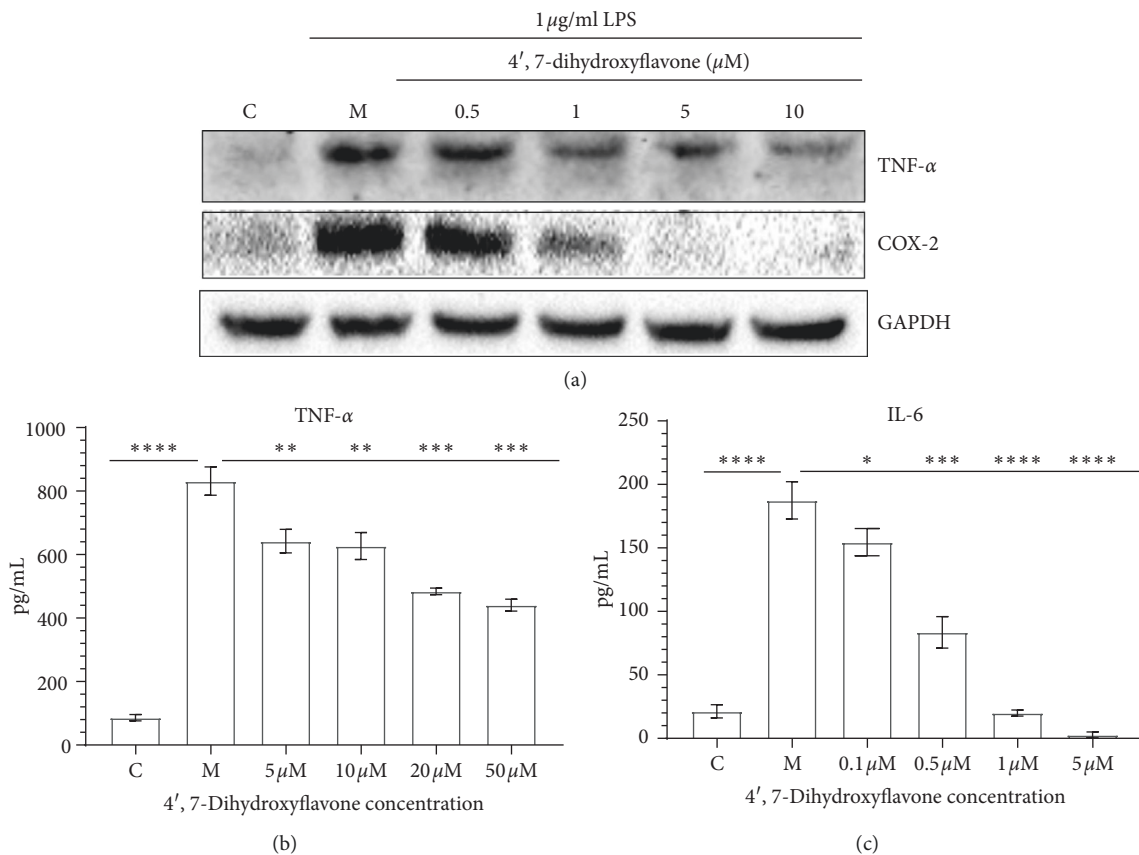 1 μg/ml LPS
4′, 7-dihydroxyflavone (μM)
C M 0.5 1 5 10
TNF-α
COX-2
GAPDH
(a)
TNF-α
1000
800
600
400
200
0
pg/mL
**** ** ** *** ***
C M 5 μM 10 μM 20 μM 50 μM
4′, 7-Dihydroxyflavone concentration
(b)
IL-6
250
200
150
100
50
0
pg/mL
**** * *** **** ****
C M 0.1 μM 0.5 μM 1 μM 5 μM
4′, 7-Dihydroxyflavone concentration
(c)